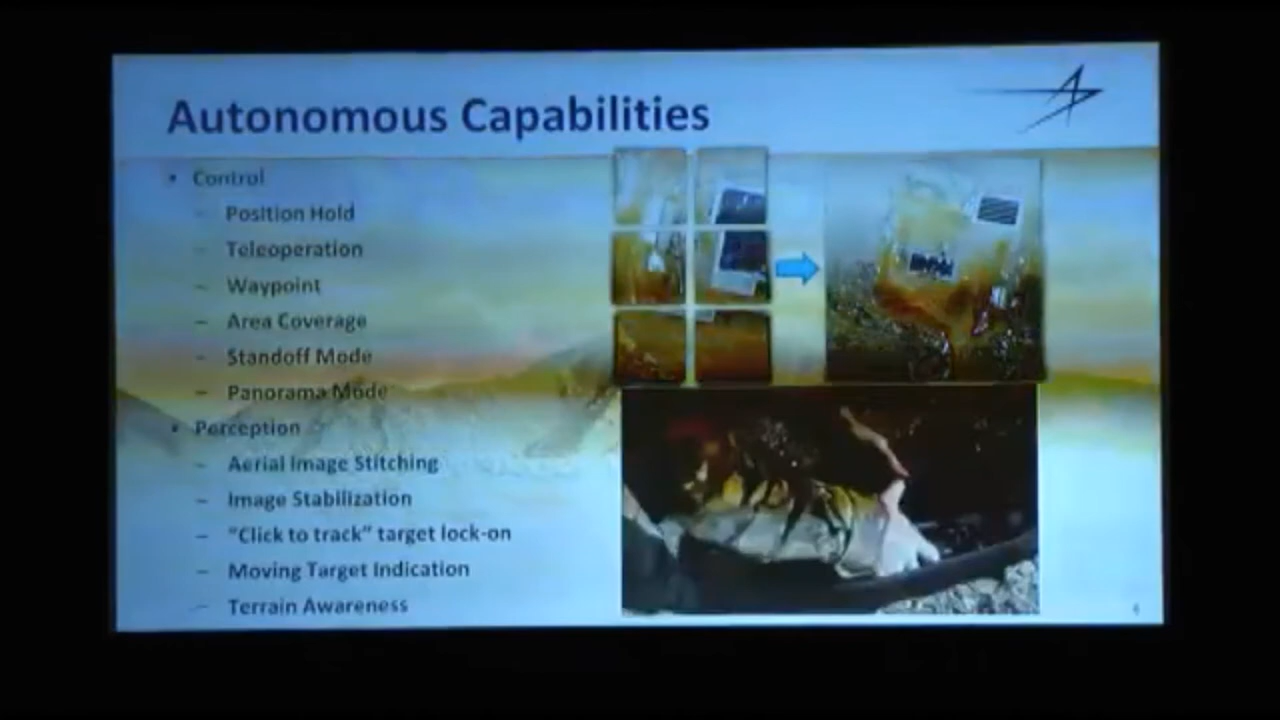 Autonomous Capabilities
• Control
– Position Hold
– Teleoperation
– Waypoint
– Area Coverage
– Standoff Mode
– Panorama Mode
• Perception
– Aerial Image Stitching
– Image Stabilization
– “Click to track” target lock-on
– Moving Target Indication
– Terrain Awareness
4